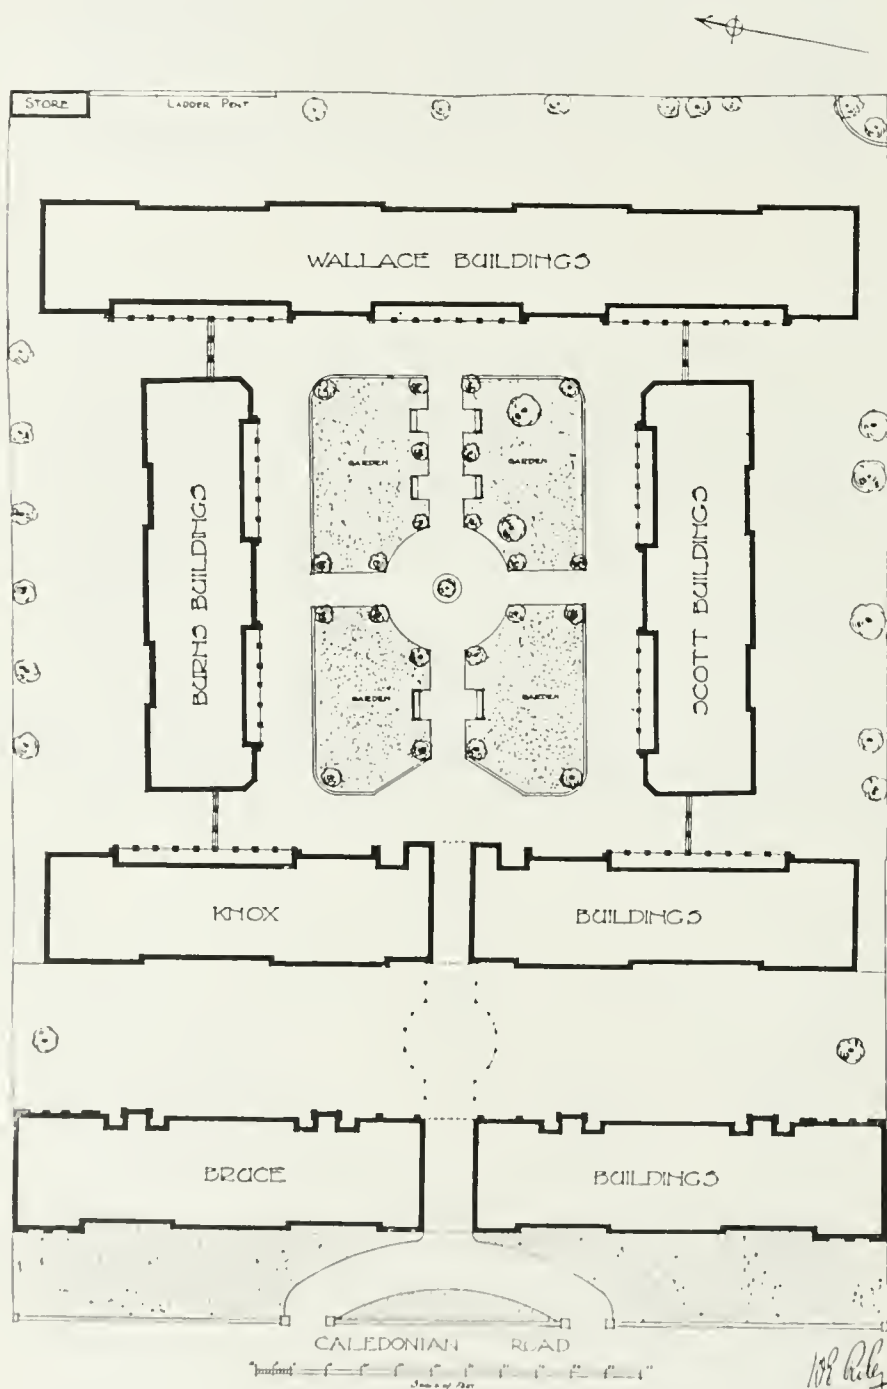 STORE
LADDER PENT
WALLACE BUILDINGS
GARDEN
GARDEN
BURNS BUILDINGS
SCOTT BUILDINGS
GARDEN
GARDEN
KNOX BUILDINGS
BRUCE BUILDINGS
CALEDONIAN ROAD